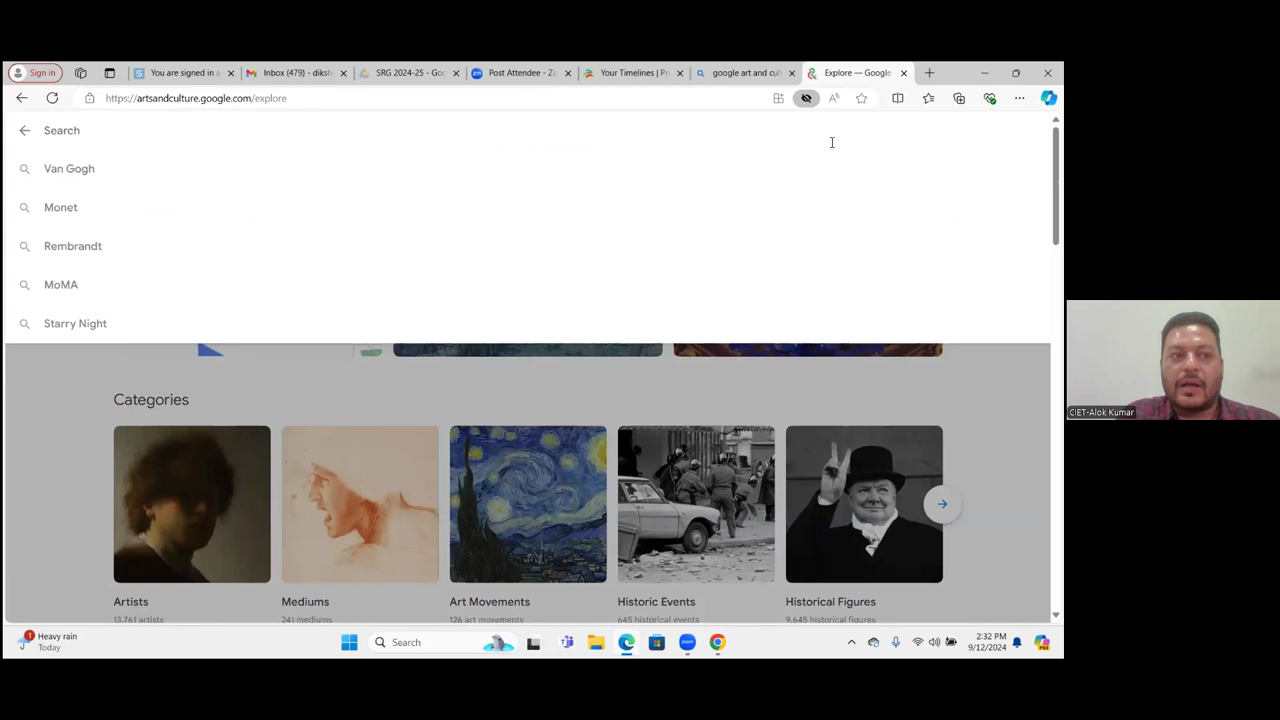 Sign in
You are signed in a
Inbox (479) - diksh
SRG 2024-25 - Goo
Post Attendee - Zo
Your Timelines | Pr
google art and cul
Explore — Google
https://artsandculture.google.com/explore
Search
Van Gogh
Monet
Rembrandt
MoMA
Starry Night
Categories
Artists
Mediums
Art Movements
Historic Events
Historical Figures
13,761 artists
241 mediums
126 art movements
645 historical events
9,645 historical figures
CIET-Alok Kumar
1
Heavy rain
Today
Search
2:32 PM
9/12/2024